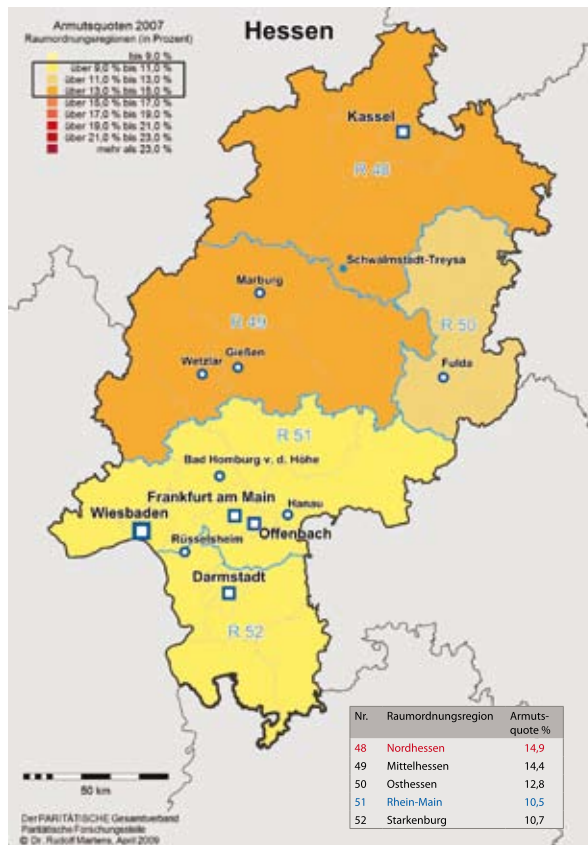 Armutsquoten 2007
Raumordnungsregionen (in Prozent)
bis 9,0 %
über 9,0 % bis 11,0 %
über 11,0 % bis 13,0 %
über 13,0 % bis 15,0 %
über 15,0 % bis 17,0 %
über 17,0 % bis 19,0 %
über 19,0 % bis 21,0 %
über 21,0 % bis 23,0 %
mehr als 23,0 %
Hessen
Kassel
R 48
Schwalmstadt-Treysa
Marburg
R 49
R 50
Gießen
Wetzlar
Fulda
R 51
Bad Homburg v. d. Höhe
Frankfurt am Main
Hanau
Wiesbaden
Offenbach
Rüsselsheim
Darmstadt
R 52
Nr. Raumordnungsregion Armuts-
quote %
48 Nordhessen 14,9
49 Mittelhessen 14,4
50 Osthessen 12,8
51 Rhein-Main 10,5
52 Starkenburg 10,7
50 km
Der PARITÄTISCHE Gesamtverband
Paritätische Forschungsstelle
© Dr. Rudolf Martens, April 2009